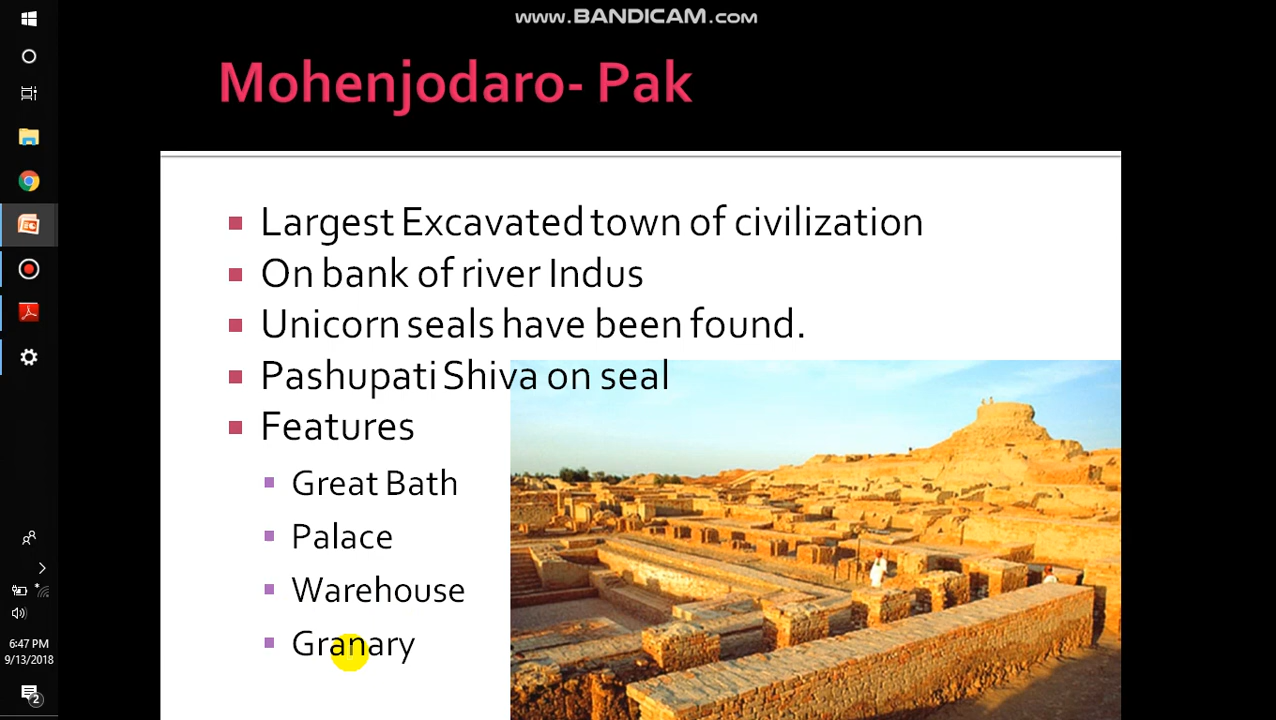 www.BANDICAM.com
Mohenjodaro- Pak
Largest Excavated town of civilization
On bank of river Indus
Unicorn seals have been found.
Pashupati Shiva on seal
Features
Great Bath
Palace
Warehouse
Granary
6:47 PM
9/13/2018
2